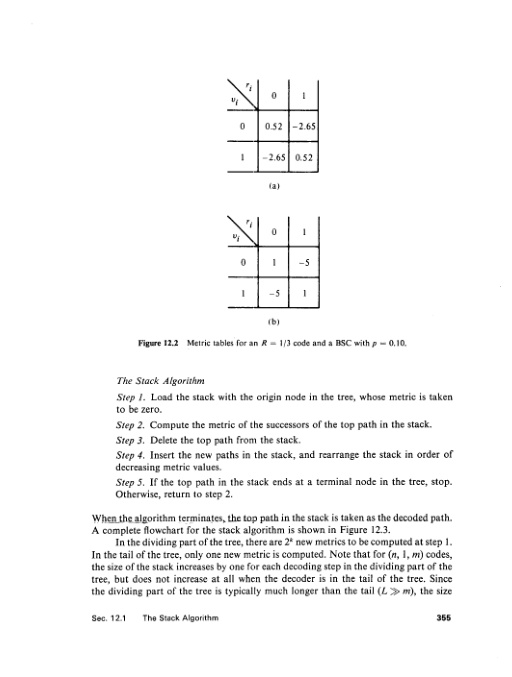 r_i
v_i
0 1
0 0.52 −2.65
1 −2.65 0.52
(a)
r_i
v_i
0 1
0 1 −5
1 −5 1
(b)
Figure 12.2 Metric tables for an R = 1/3 code and a BSC with p = 0.10.
The Stack Algorithm
Step 1. Load the stack with the origin node in the tree, whose metric is taken
to be zero.
Step 2. Compute the metric of the successors of the top path in the stack.
Step 3. Delete the top path from the stack.
Step 4. Insert the new paths in the stack, and rearrange the stack in order of
decreasing metric values.
Step 5. If the top path in the stack ends at a terminal node in the tree, stop.
Otherwise, return to step 2.
When the algorithm terminates, the top path in the stack is taken as the decoded path.
A complete flowchart for the stack algorithm is shown in Figure 12.3.
In the dividing part of the tree, there are 2^k new metrics to be computed at step 1.
In the tail of the tree, only one new metric is computed. Note that for (n, 1, m) codes,
the size of the stack increases by one for each decoding step in the dividing part of the
tree, but does not increase at all when the decoder is in the tail of the tree. Since
the dividing part of the tree is typically much longer than the tail (L ≫ m), the size
Sec. 12.1 The Stack Algorithm 355